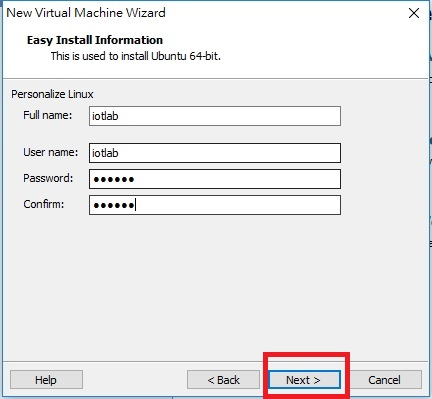 New Virtual Machine Wizard
Easy Install Information
This is used to install Ubuntu 64-bit.
Personalize Linux
Full name: iotlab
User name: iotlab
Password: ●●●●●●
Confirm: ●●●●●●
Help < Back Next > Cancel